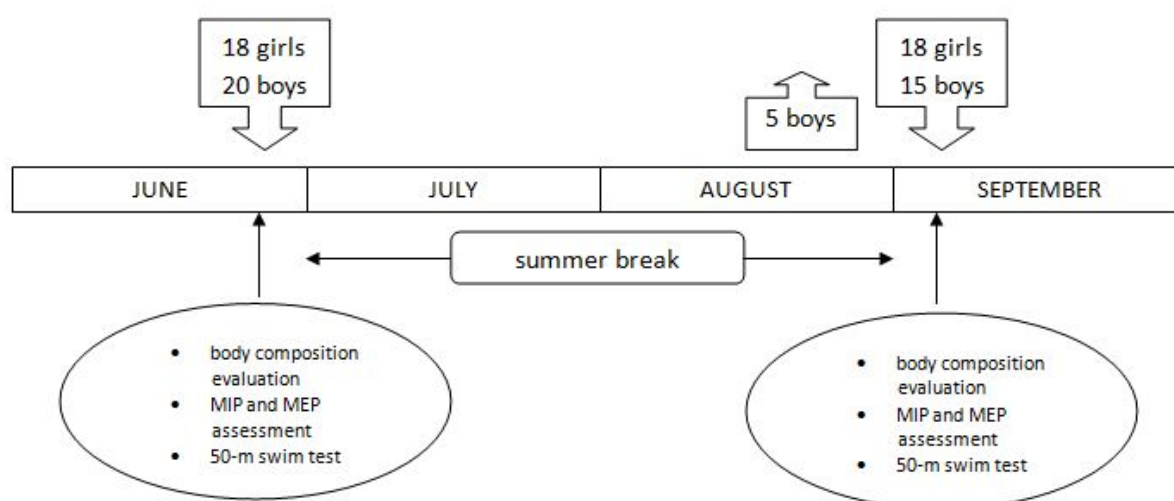 18 girls
20 boys
5 boys
18 girls
15 boys
JUNE
JULY
AUGUST
SEPTEMBER
summer break
• body composition
evaluation
• MIP and MEP
assessment
• 50-m swim test
• body composition
evaluation
• MIP and MEP
assessment
• 50-m swim test